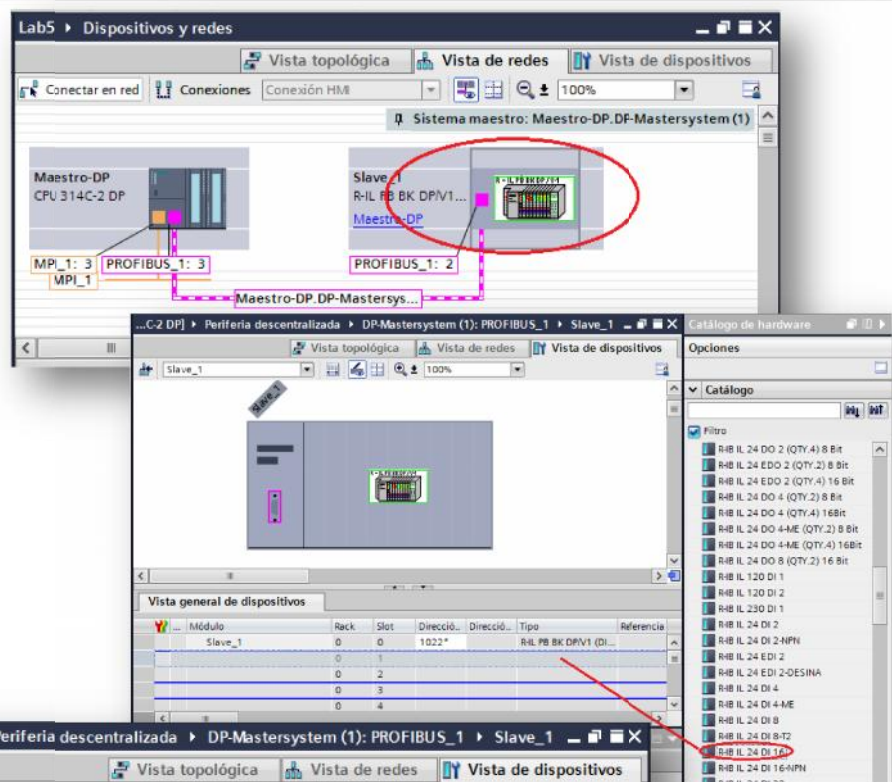 Lab5 ▸ Dispositivos y redes
Vista topológica Vista de redes Vista de dispositivos
Conectar en red Conexiones Conexión HMI 100%
Sistema maestro: Maestro-DP.DP-Mastersystem (1)
Maestro-DP
CPU 314C-2 DP
Slave_1
R-IL PB BK DP/V1...
Maestro-DP
MPI_1: 3 PROFIBUS_1: 3
MPI_1
PROFIBUS_1: 2
Maestro-DP.DP-Mastersys...
...C-2 DP] ▸ Periferia descentralizada ▸ DP-Mastersystem (1): PROFIBUS_1 ▸ Slave_1
Vista topológica Vista de redes Vista de dispositivos
Slave_1 100%
Slave_1
Vista general de dispositivos
... Módulo Rack Slot Direcció... Direcció... Tipo Referencia
Slave_1 0 0 1022* R-IL PB BK DP/V1 (DI...
0 1
0 2
0 3
0 4
Catálogo de hardware
Opciones
Catálogo
Filtro
R-IB IL 24 DO 2 (QTY.4) 8 Bit
R-IB IL 24 EDO 2 (QTY.2) 8 Bit
R-IB IL 24 EDO 2 (QTY.4) 16 Bit
R-IB IL 24 DO 4 (QTY.2) 8 Bit
R-IB IL 24 DO 4 (QTY.4) 16Bit
R-IB IL 24 DO 4-ME (QTY.2) 8 Bit
R-IB IL 24 DO 4-ME (QTY.4) 16Bit
R-IB IL 24 DO 8 (QTY.2) 16 Bit
R-IB IL 120 DI 1
R-IB IL 120 DI 2
R-IB IL 230 DI 1
R-IB IL 24 DI 2
R-IB IL 24 DI 2-NPN
R-IB IL 24 EDI 2
R-IB IL 24 EDI 2-DESINA
R-IB IL 24 DI 4
R-IB IL 24 DI 4-ME
R-IB IL 24 DI 8
R-IB IL 24 DI 8-T2
R-IB IL 24 DI 16
R-IB IL 24 DI 16-NPN
Periferia descentralizada ▸ DP-Mastersystem (1): PROFIBUS_1 ▸ Slave_1
Vista topológica Vista de redes Vista de dispositivos